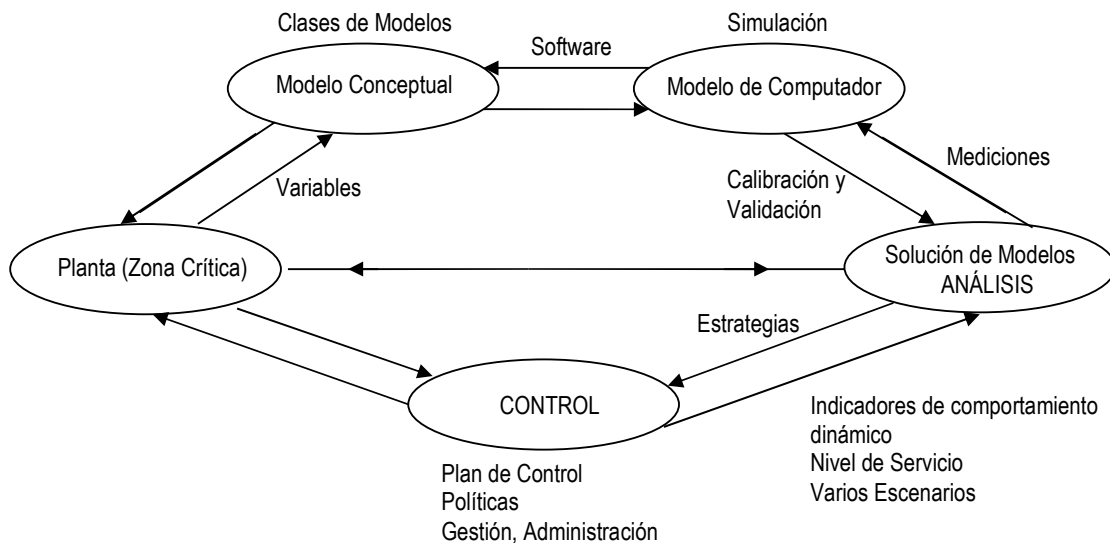 Clases de Modelos
Simulación
Software
Modelo Conceptual
Modelo de Computador
Mediciones
Variables
Calibración y
Validación
Planta (Zona Crítica)
Solución de Modelos
ANÁLISIS
Estrategias
CONTROL
Indicadores de comportamiento
dinámico
Nivel de Servicio
Varios Escenarios
Plan de Control
Políticas
Gestión, Administración